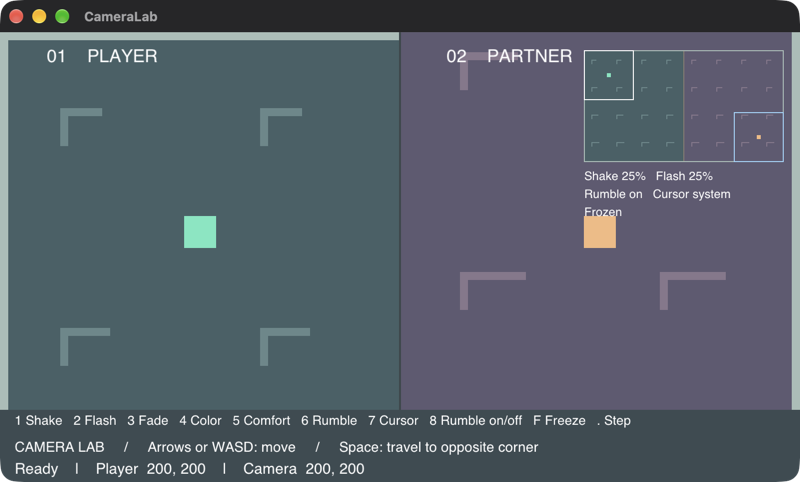 CameraLab
01 PLAYER
02 PARTNER
Shake 25% Flash 25%
Rumble on Cursor system
Frozen
1 Shake 2 Flash 3 Fade 4 Color 5 Comfort 6 Rumble 7 Cursor 8 Rumble on/off F Freeze . Step
CAMERA LAB / Arrows or WASD: move / Space: travel to opposite corner
Ready | Player 200, 200 | Camera 200, 200